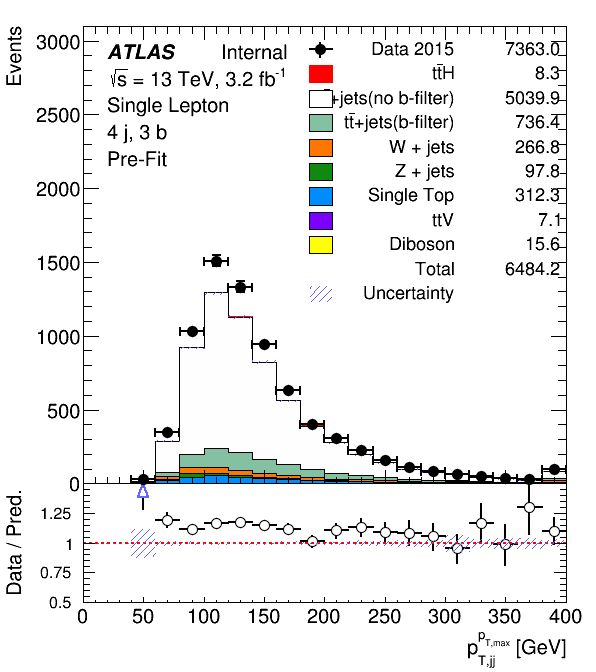 Events
3000
2500
2000
1500
1000
500
0
ATLAS Internal
√s = 13 TeV, 3.2 fb⁻¹
Single Lepton
4 j, 3 b
Pre-Fit
Data 2015 7363.0
tt̄H 8.3
+jets(no b-filter) 5039.9
tt̄+jets(b-filter) 736.4
W + jets 266.8
Z + jets 97.8
Single Top 312.3
ttV 7.1
Diboson 15.6
Total 6484.2
Uncertainty
Data / Pred.
1.25
1
0.75
0.5
0 50 100 150 200 250 300 350 400
p_{T,jj}^{p_{T,max}} [GeV]